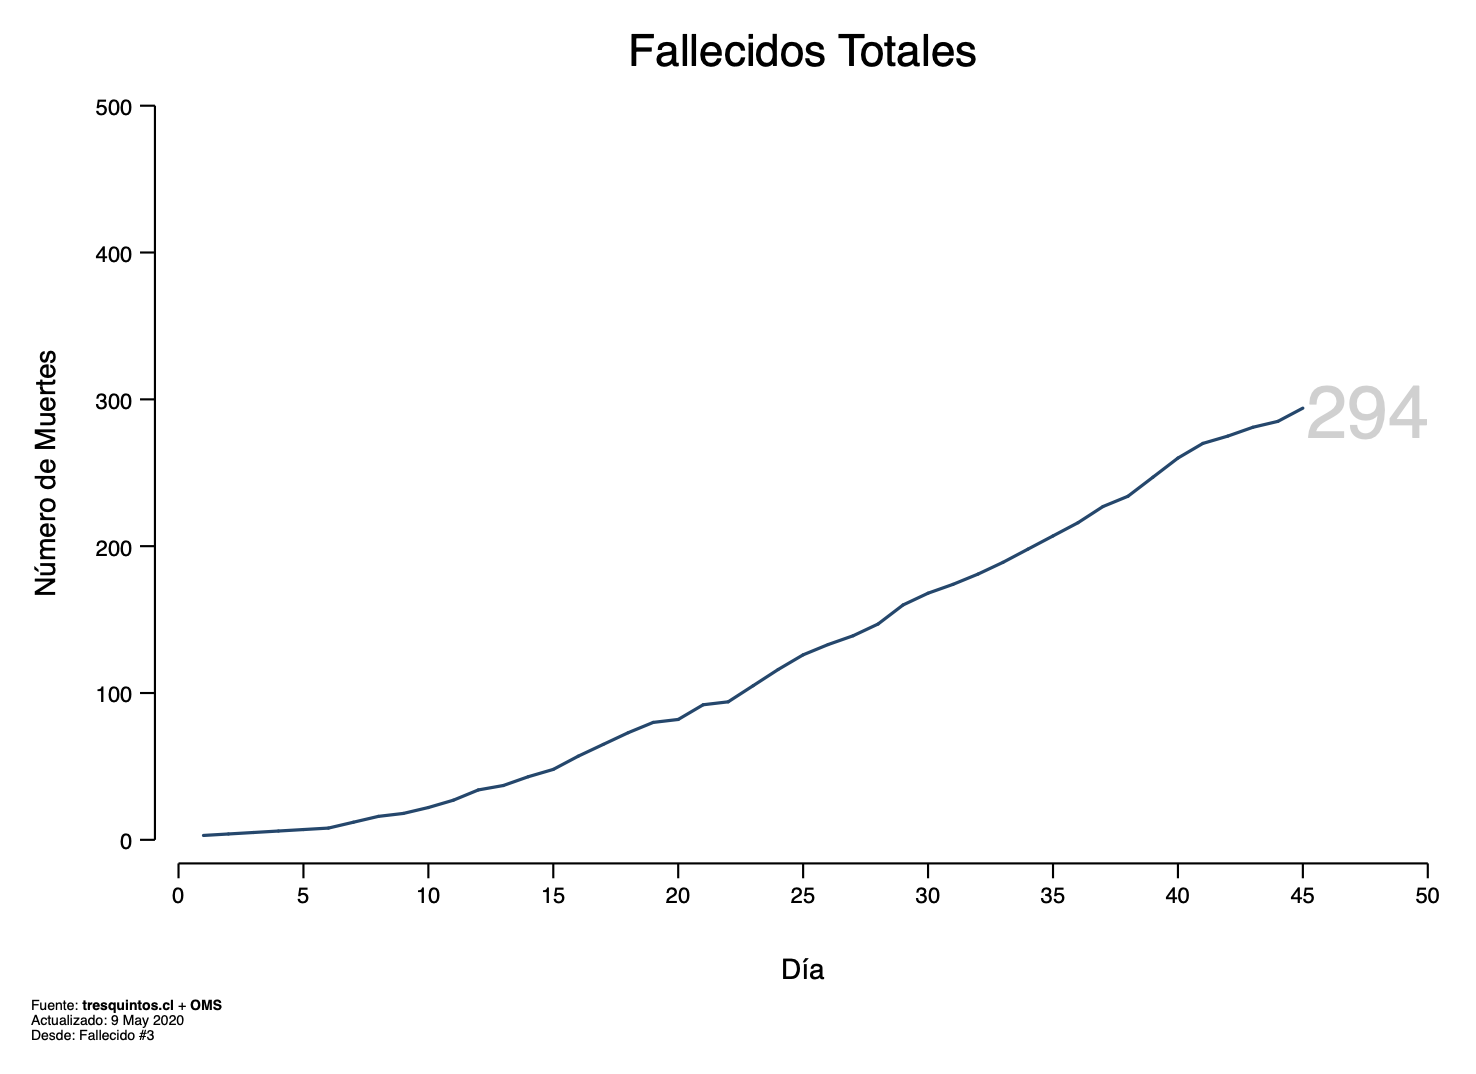 Fallecidos Totales
500
400
300
200
100
0
Número de Muertes
294
0 5 10 15 20 25 30 35 40 45 50
Día
Fuente: tresquintos.cl + OMS
Actualizado: 9 May 2020
Desde: Fallecido #3